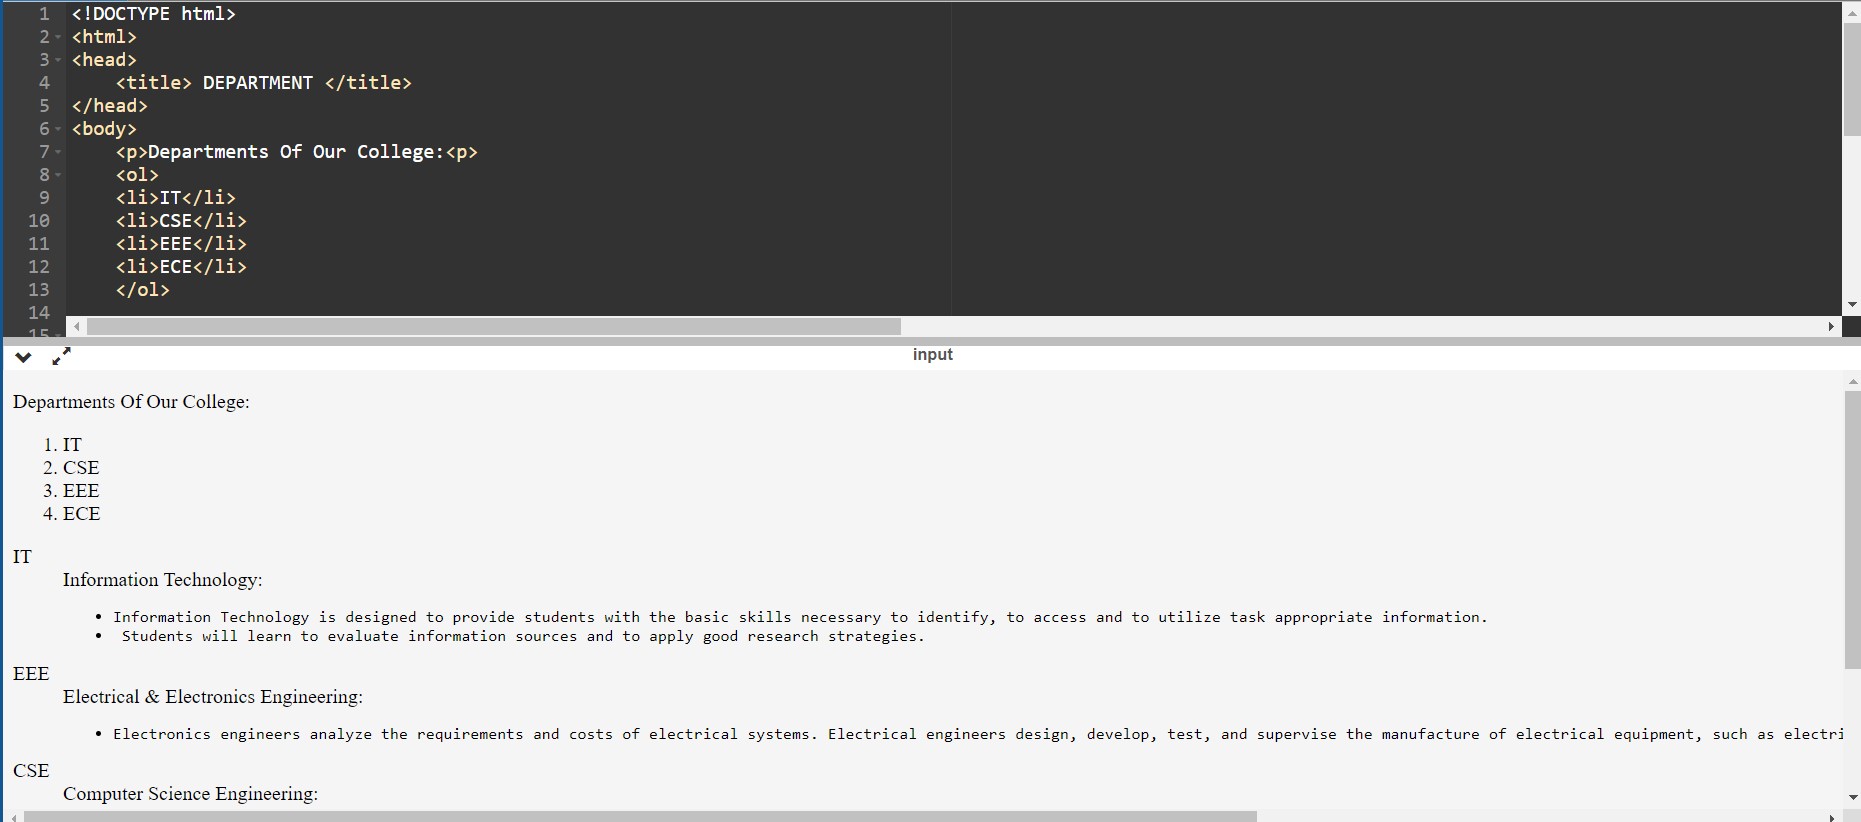 1 <!DOCTYPE html>
2 <html>
3 <head>
4 <title> DEPARTMENT </title>
5 </head>
6 <body>
7 <p>Departments Of Our College:<p>
8 <ol>
9 <li>IT</li>
10 <li>CSE</li>
11 <li>EEE</li>
12 <li>ECE</li>
13 </ol>
14
15
input
Departments Of Our College:
1. IT
2. CSE
3. EEE
4. ECE
IT
Information Technology:
• Information Technology is designed to provide students with the basic skills necessary to identify, to access and to utilize task appropriate information.
• Students will learn to evaluate information sources and to apply good research strategies.
EEE
Electrical & Electronics Engineering:
• Electronics engineers analyze the requirements and costs of electrical systems. Electrical engineers design, develop, test, and supervise the manufacture of electrical equipment, such as electri
CSE
Computer Science Engineering: